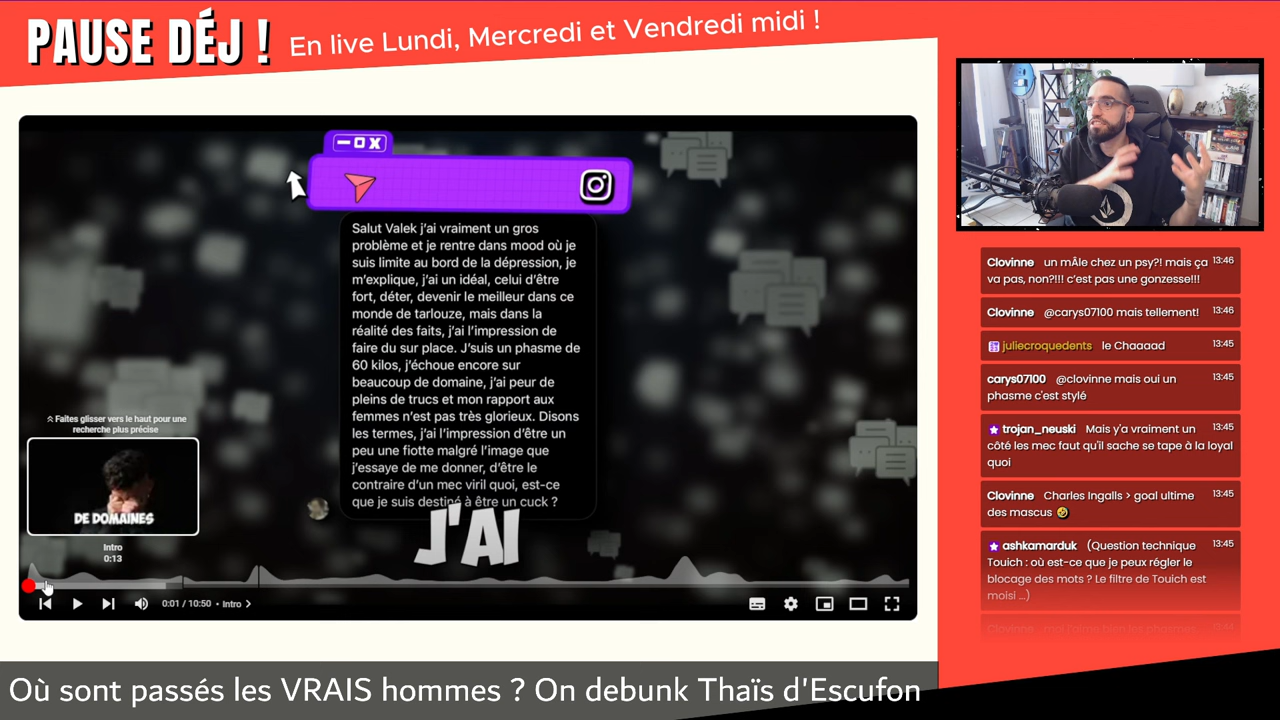 PAUSE DÉJ !
En live Lundi, Mercredi et Vendredi midi !
Salut Valek j'ai vraiment un gros
problème et je rentre dans mood où je
suis limite au bord de la dépression, je
m'explique, j'ai un idéal, celui d'être
fort, déter, devenir le meilleur dans ce
monde de tarlouze, mais dans la
réalité des faits, j'ai l'impression de
faire du sur place. J'suis un phasme de
60 kilos, j'échoue encore sur
beaucoup de domaine, j'ai peur de
pleins de trucs et mon rapport aux
femmes n'est pas très glorieux. Disons
les termes, j'ai l'impression d'être un
peu une fiotte malgré l'image que
j'essaye de me donner, d'être le
contraire d'un mec viril quoi, est-ce
que je suis destiné à être un cuck ?
J'AI
Faites glisser vers le haut pour une
recherche plus précise
DE DOMAINES
Intro
0:13
0:01 / 10:50 • Intro
Clovinne un mÂle chez un psy?! mais ça 13:46
va pas, non?!!! c'est pas une gonzesse!!!
Clovinne @carys07100 mais tellement! 13:46
juliecroquedents le Chaaaad 13:45
carys07100 @clovinne mais oui un 13:45
phasme c'est stylé
trojan_neuski Mais y'a vraiment un 13:45
côté les mec faut qu'il sache se tape à la loyal
quoi
Clovinne Charles Ingalls > goal ultime 13:45
des mascus 🤣
ashkamarduk (Question technique 13:45
Touich : où est-ce que je peux régler le
blocage des mots ? Le filtre de Touich est
moisi ...)
Clovinne moi j'aime bien les phasmes 13:44
Où sont passés les VRAIS hommes ? On debunk Thaïs d'Escufon